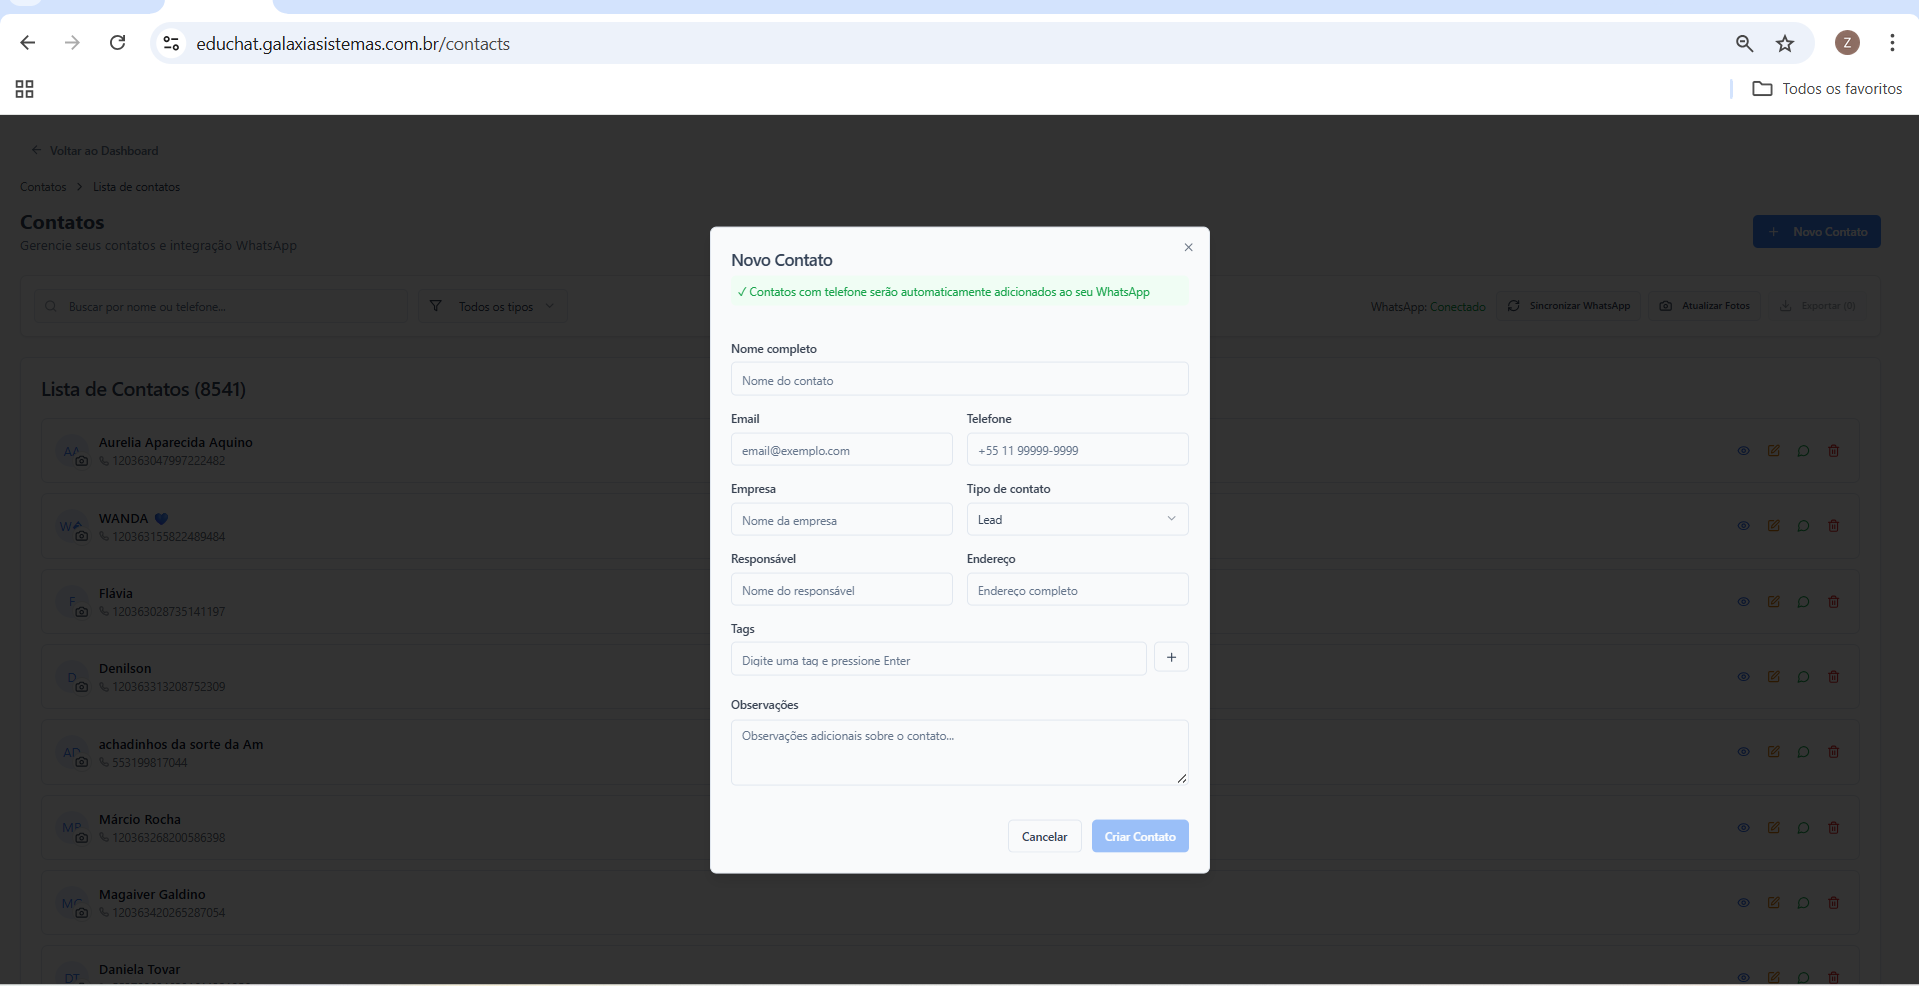 educhat.galaxiasistemas.com.br/contacts
Z
Todos os favoritos
Voltar ao Dashboard
Contatos > Lista de contatos
Contatos
Gerencie seus contatos e integração WhatsApp
+ Novo Contato
Buscar por nome ou telefone...
Todos os tipos
WhatsApp: Conectado
Sincronizar WhatsApp
Atualizar Fotos
Exportar (0)
Lista de Contatos (8541)
AA
Aurelia Aparecida Aquino
120363047997222482
WANDA 💙
120363155822489484
F
Flávia
120363028735141197
D
Denilson
120363313208752309
achadinhos da sorte da Am
553199817044
Márcio Rocha
120363268200586398
Magaiver Galdino
120363420265287054
DT
Daniela Tovar
Novo Contato
✓ Contatos com telefone serão automaticamente adicionados ao seu WhatsApp
Nome completo
Nome do contato
Email
Telefone
email@exemplo.com
+55 11 99999-9999
Empresa
Tipo de contato
Nome da empresa
Lead
Responsável
Endereço
Nome do responsável
Endereço completo
Tags
Digite uma tag e pressione Enter
+
Observações
Observações adicionais sobre o contato...
Cancelar
Criar Contato